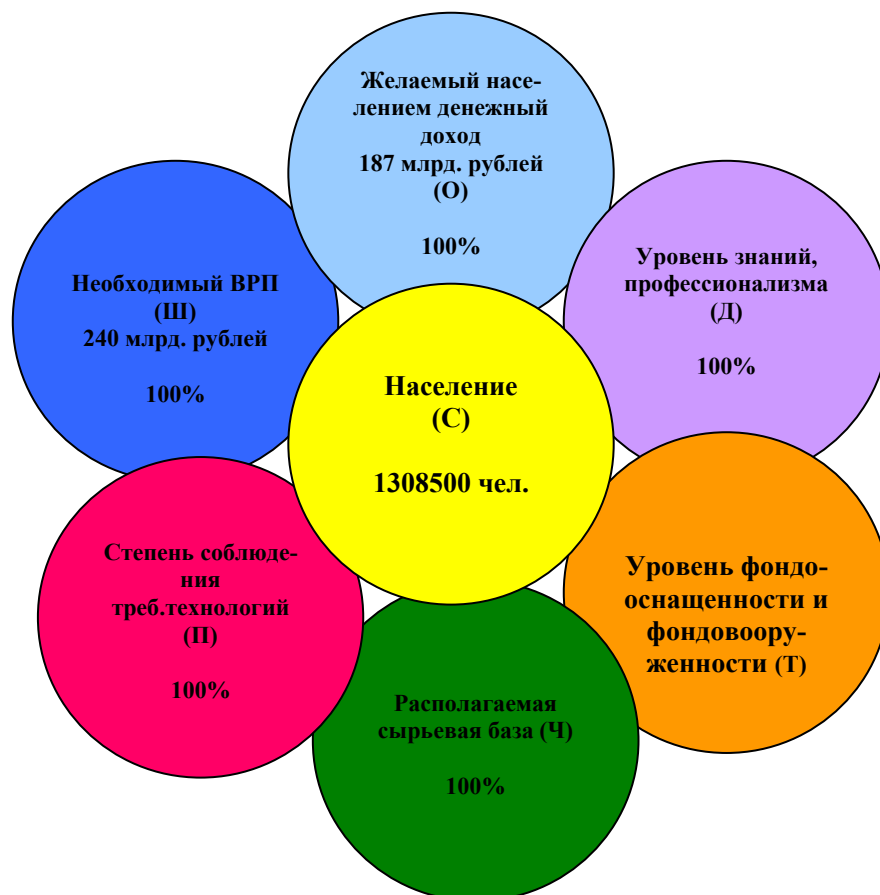 Желаемый насе-
лением денежный
доход
187 млрд. рублей
(О)
100%
Уровень знаний,
профессионализма
(Д)
100%
Необходимый ВРП
(Ш)
240 млрд. рублей
100%
Население
(С)
1308500 чел.
Степень соблюде-
ния
треб.технологий
(П)
100%
Уровень фондо-
оснащенности и
фондовоору-
женности (Т)
Располагаемая
сырьевая база (Ч)
100%